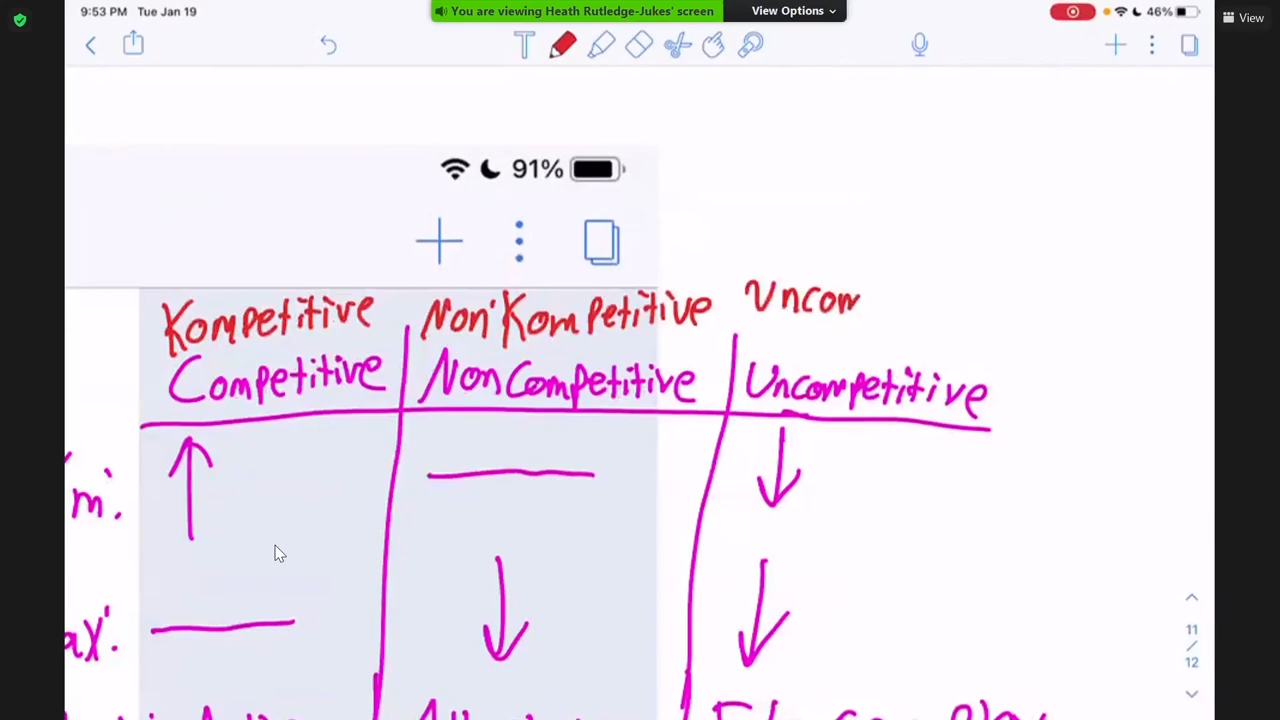 9:53 PM Tue Jan 19
You are viewing Heath Rutledge-Jukes' screen
View Options
46%
View
91%
Kompetitive Non Kompetitive Uncom
Competitive NonCompetitive Uncompetitive
m:
ax:
11
/
12